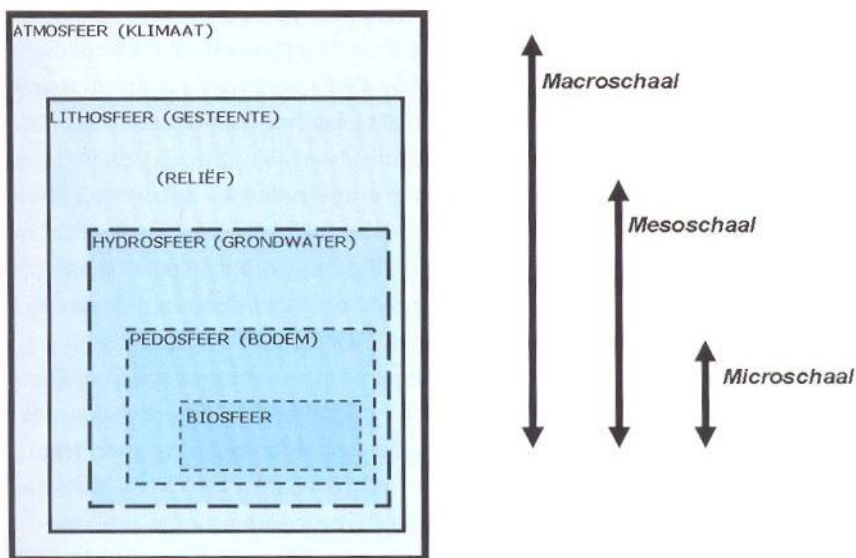 ATMOSFEER (KLIMAAT)
LITHOSFEER (GESTEENTE)
(RELIËF)
HYDROSFEER (GRONDWATER)
PEDOSFEER (BODEM)
BIOSFEER
Macroschaal
Mesoschaal
Microschaal